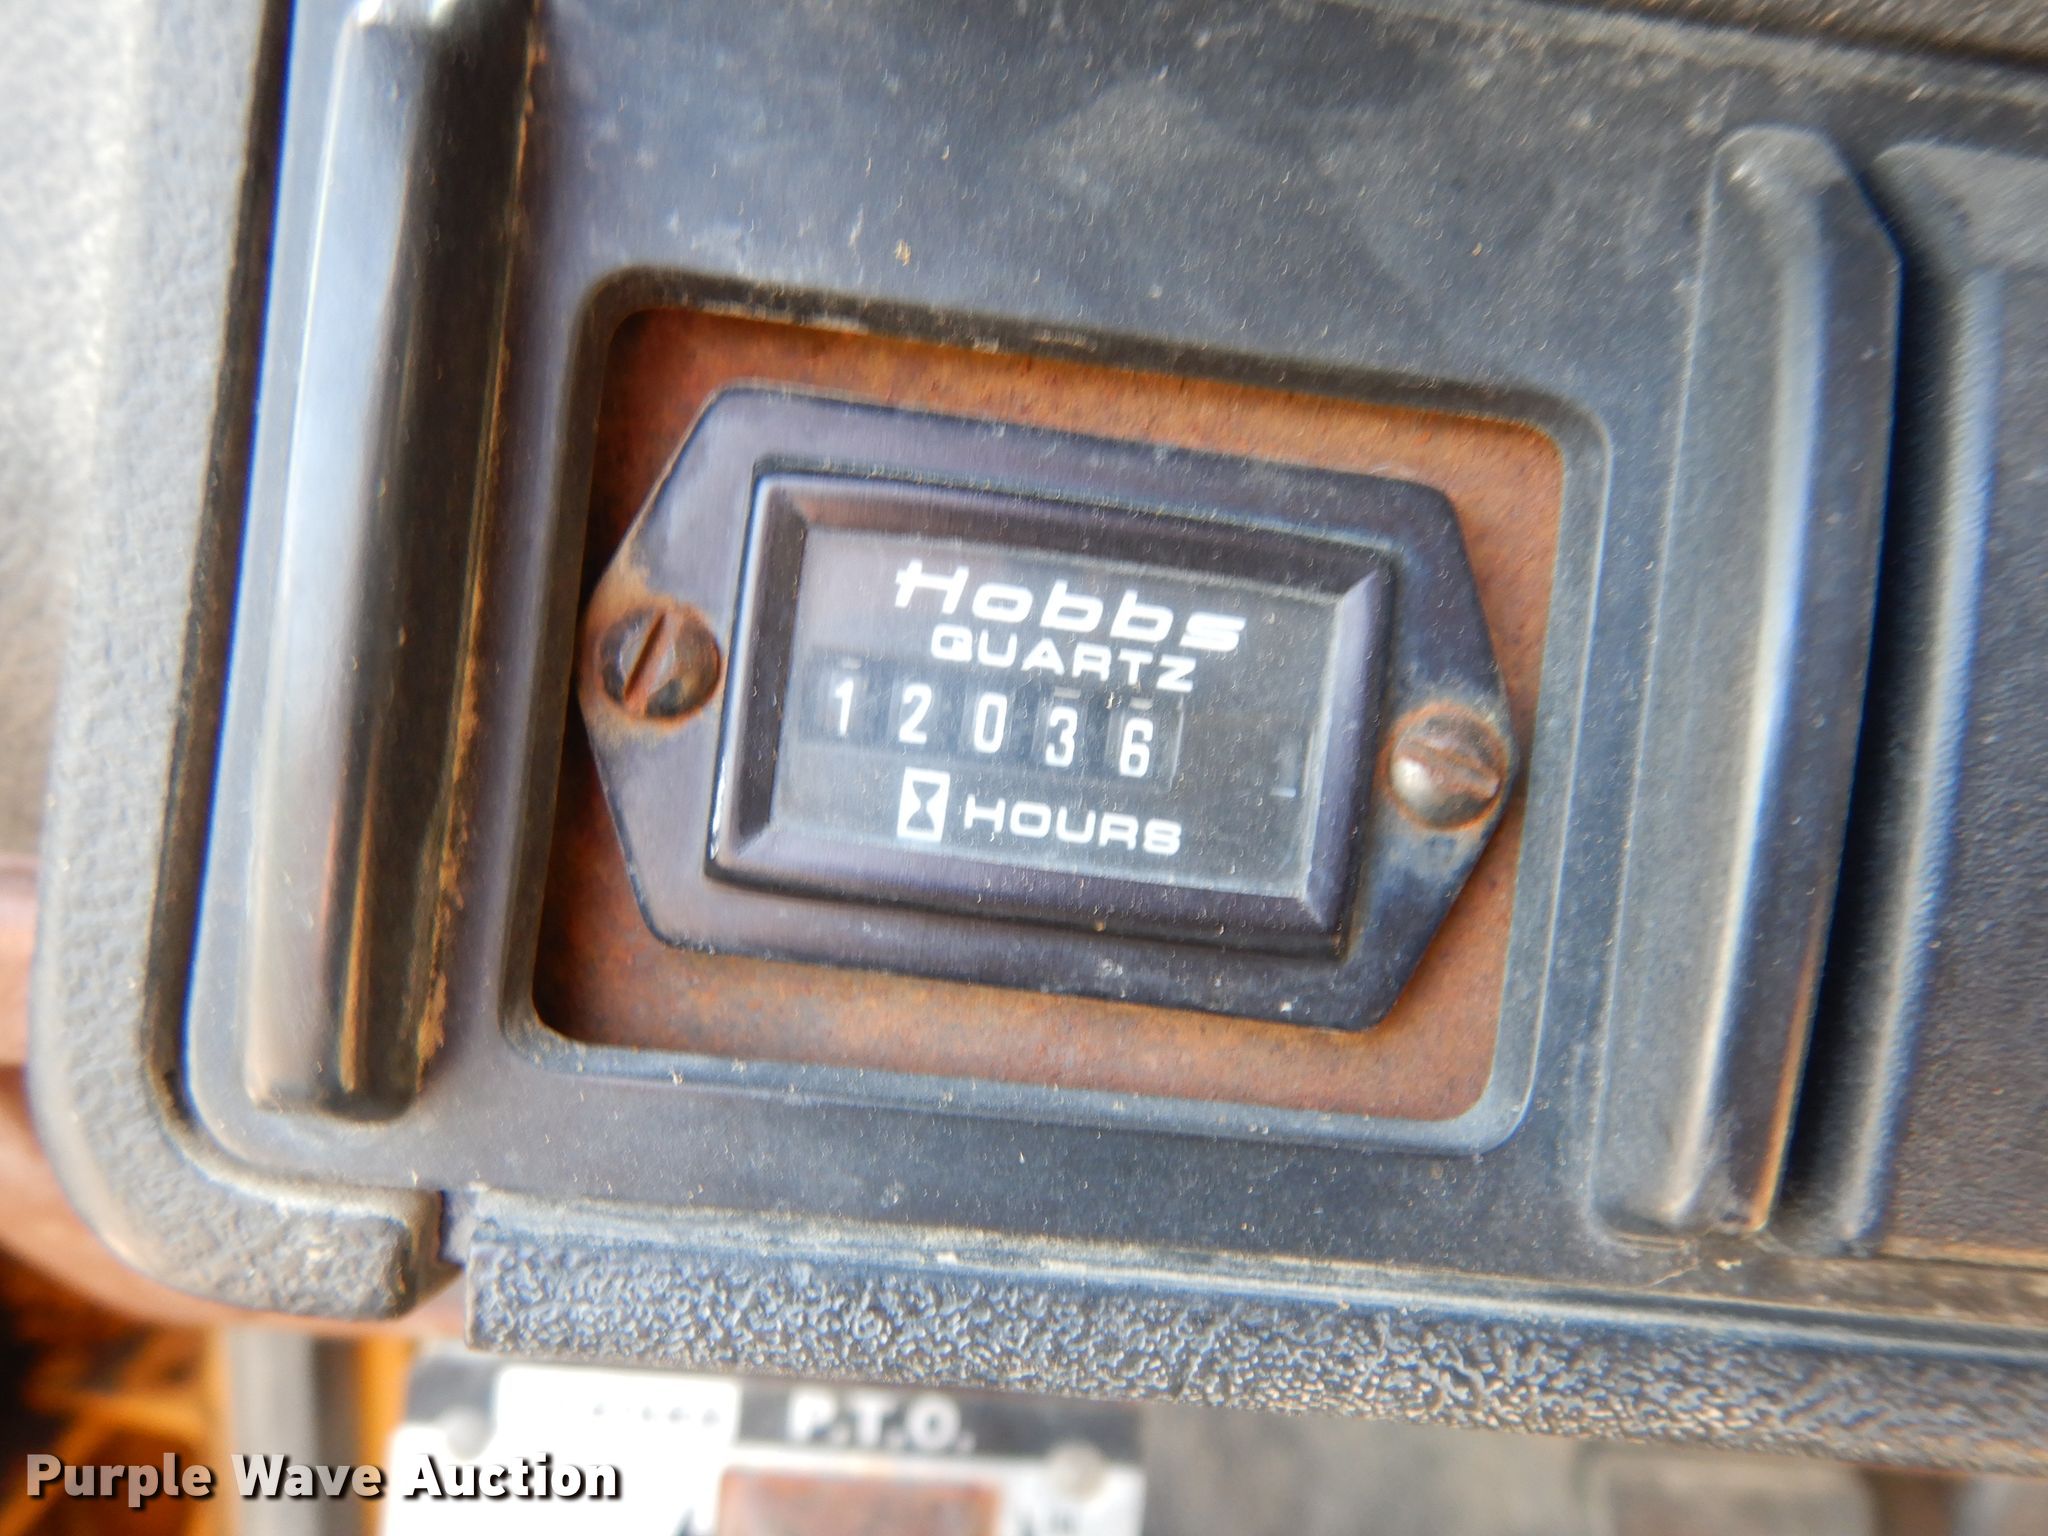 Hobbs
QUARTZ
12036
HOURS
P.T.O.
Purple Wave Auction